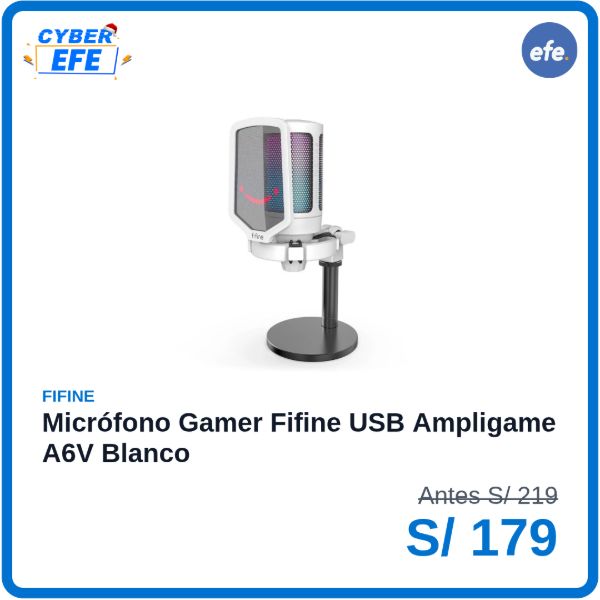 CYBER
EFE
efe.
fifine
FIFINE
Micrófono Gamer Fifine USB Ampligame
A6V Blanco
Antes S/ 219
S/ 179